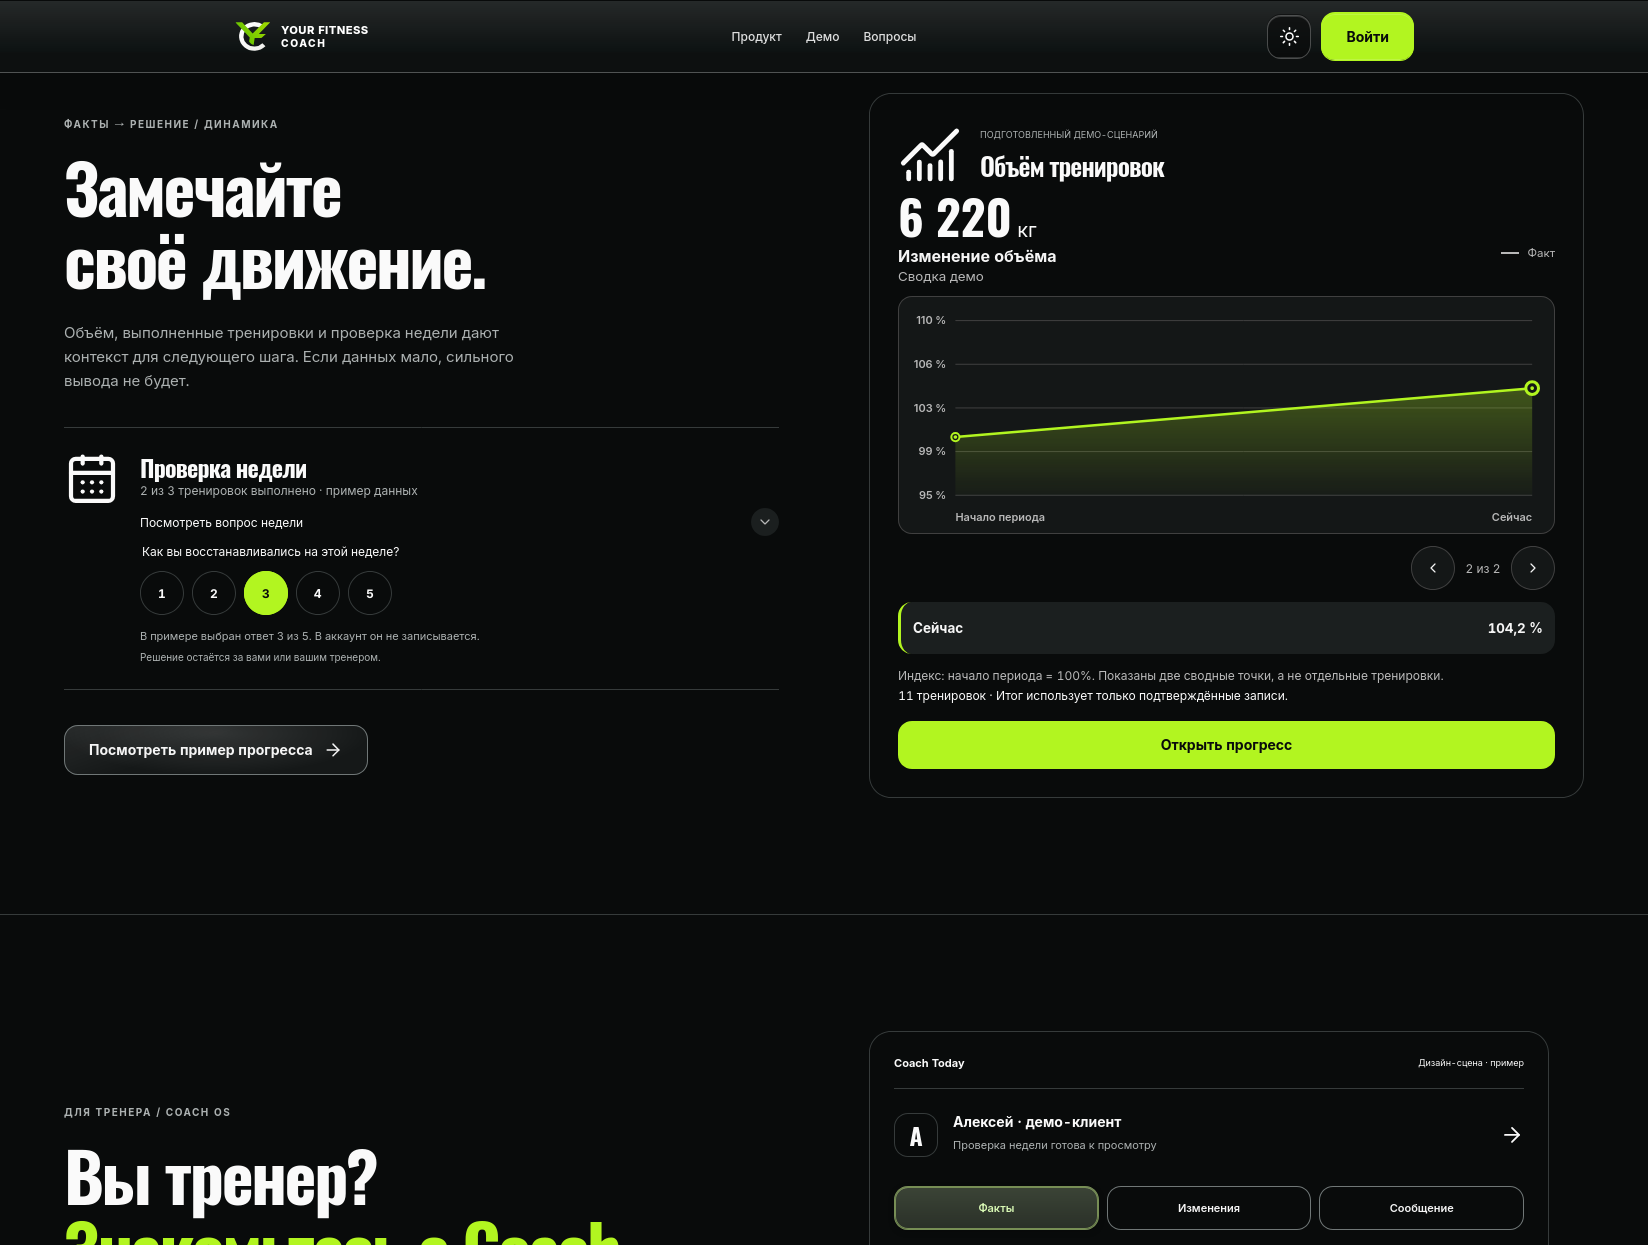 YOUR FITNESS
COACH
Продукт
Демо
Вопросы
Войти
ФАКТЫ → РЕШЕНИЕ / ДИНАМИКА
Замечайте
своё движение.
Объём, выполненные тренировки и проверка недели дают
контекст для следующего шага. Если данных мало, сильного
вывода не будет.
Проверка недели
2 из 3 тренировок выполнено · пример данных
Посмотреть вопрос недели
Как вы восстанавливались на этой неделе?
1 2 3 4 5
В примере выбран ответ 3 из 5. В аккаунт он не записывается.
Решение остаётся за вами или вашим тренером.
Посмотреть пример прогресса
ПОДГОТОВЛЕННЫЙ ДЕМО-СЦЕНАРИЙ
Объём тренировок
6 220 кг
Изменение объёма
Факт
Сводка демо
110 %
106 %
103 %
99 %
95 %
Начало периода
Сейчас
2 из 2
Сейчас
104,2 %
Индекс: начало периода = 100%. Показаны две сводные точки, а не отдельные тренировки.
11 тренировок · Итог использует только подтверждённые записи.
Открыть прогресс
ДЛЯ ТРЕНЕРА / COACH OS
Вы тренер?
Coach Today
Дизайн-сцена · пример
А
Алексей · демо-клиент
Проверка недели готова к просмотру
Факты
Изменения
Сообщение